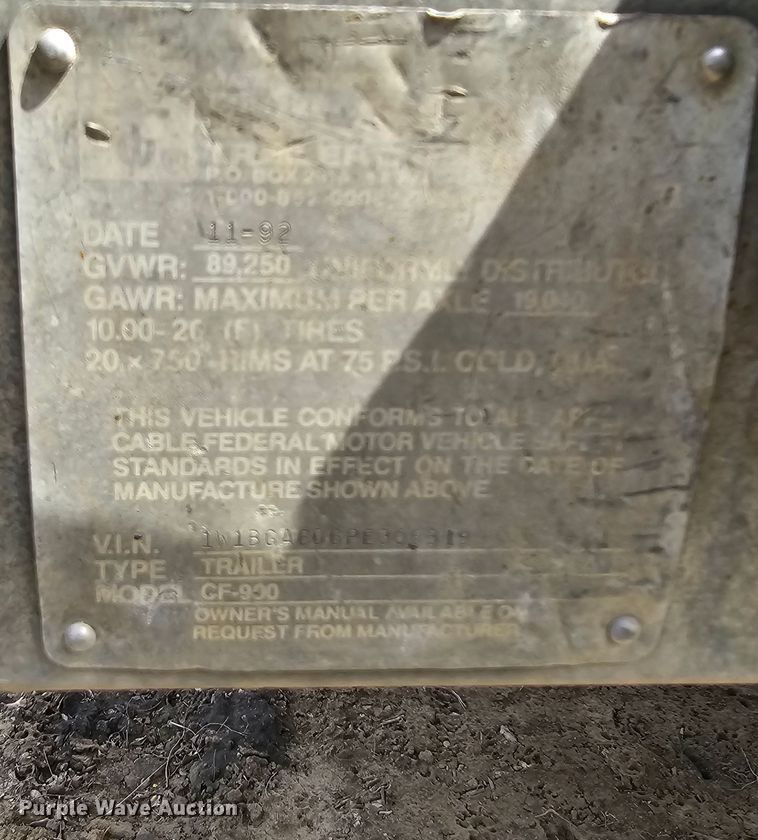 TRAILERS
P.O. BOX
DATE 11-92
GVWR: 89,250 UNIFORMLY DISTRIBUTED
GAWR: MAXIMUM PER AXLE 19,040
10.00-20 (F) TIRES
20 × 750 RIMS AT 75 P.S.I. COLD, DUAL
THIS VEHICLE CONFORMS TO ALL APPLI-
CABLE FEDERAL MOTOR VEHICLE SAFETY
STANDARDS IN EFFECT ON THE DATE OF
MANUFACTURE SHOWN ABOVE
V.I.N.
TYPE TRAILER
MODEL CF-900
OWNER'S MANUAL AVAILABLE ON
REQUEST FROM MANUFACTURER
Purple Wave Auction